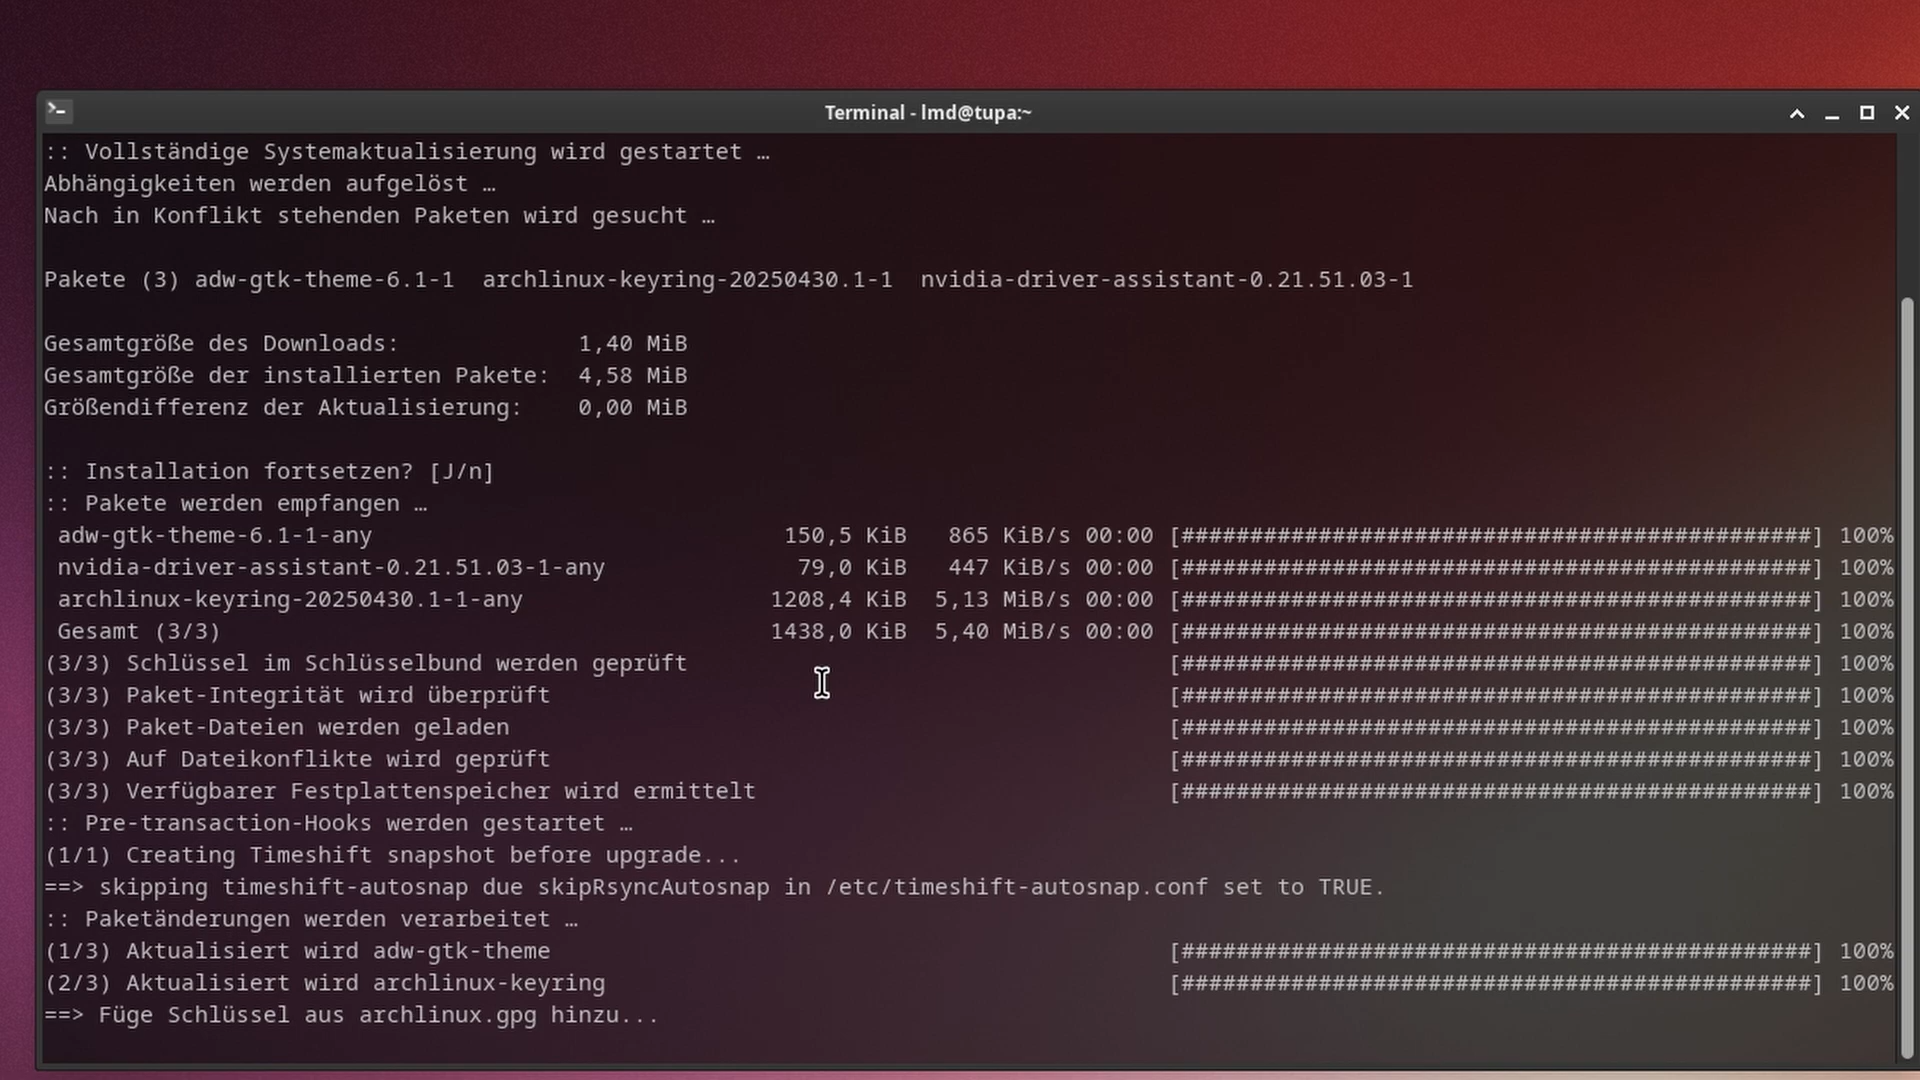 Terminal - lmd@tupa:~
:: Vollständige Systemaktualisierung wird gestartet …
Abhängigkeiten werden aufgelöst …
Nach in Konflikt stehenden Paketen wird gesucht …
Pakete (3) adw-gtk-theme-6.1-1  archlinux-keyring-20250430.1-1  nvidia-driver-assistant-0.21.51.03-1
Gesamtgröße des Downloads:             1,40 MiB
Gesamtgröße der installierten Pakete:  4,58 MiB
Größendifferenz der Aktualisierung:    0,00 MiB
:: Installation fortsetzen? [J/n]
:: Pakete werden empfangen …
adw-gtk-theme-6.1-1-any 150,5 KiB 865 KiB/s 00:00 [##############################################] 100%
nvidia-driver-assistant-0.21.51.03-1-any 79,0 KiB 447 KiB/s 00:00 [##############################################] 100%
archlinux-keyring-20250430.1-1-any 1208,4 KiB 5,13 MiB/s 00:00 [##############################################] 100%
Gesamt (3/3) 1438,0 KiB 5,40 MiB/s 00:00 [##############################################] 100%
(3/3) Schlüssel im Schlüsselbund werden geprüft [##############################################] 100%
(3/3) Paket-Integrität wird überprüft [##############################################] 100%
(3/3) Paket-Dateien werden geladen [##############################################] 100%
(3/3) Auf Dateikonflikte wird geprüft [##############################################] 100%
(3/3) Verfügbarer Festplattenspeicher wird ermittelt [##############################################] 100%
:: Pre-transaction-Hooks werden gestartet …
(1/1) Creating Timeshift snapshot before upgrade...
==> skipping timeshift-autosnap due skipRsyncAutosnap in /etc/timeshift-autosnap.conf set to TRUE.
:: Paketänderungen werden verarbeitet …
(1/3) Aktualisiert wird adw-gtk-theme [##############################################] 100%
(2/3) Aktualisiert wird archlinux-keyring [##############################################] 100%
==> Füge Schlüssel aus archlinux.gpg hinzu...